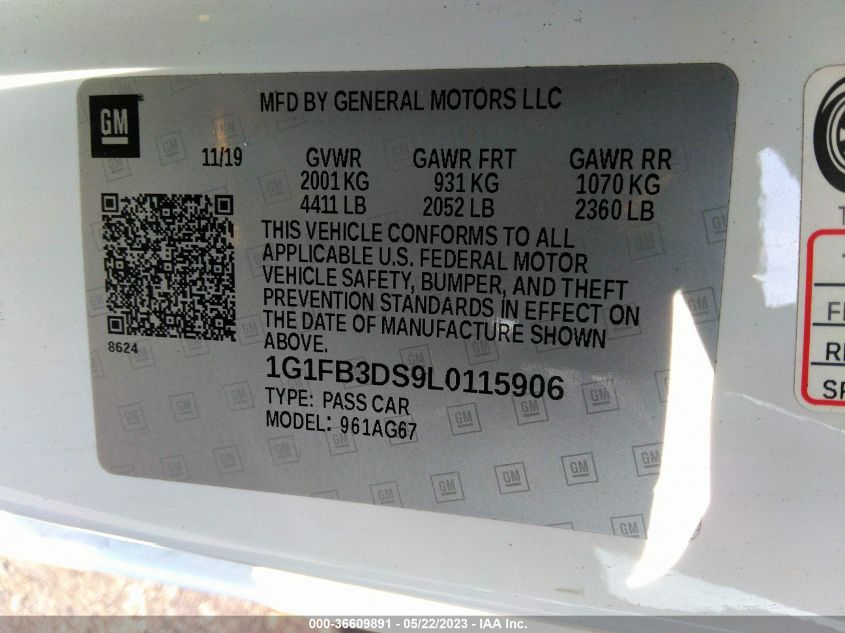 GM
MFD BY GENERAL MOTORS LLC
11/19 GVWR GAWR FRT GAWR RR
2001 KG 931 KG 1070 KG
4411 LB 2052 LB 2360 LB
THIS VEHICLE CONFORMS TO ALL
APPLICABLE U.S. FEDERAL MOTOR
VEHICLE SAFETY, BUMPER, AND THEFT
PREVENTION STANDARDS IN EFFECT ON
THE DATE OF MANUFACTURE SHOWN
ABOVE.
8624
1G1FB3DS9L0115906
TYPE: PASS CAR
MODEL: 961AG67
000-36609891 - 05/22/2023 - IAA Inc.